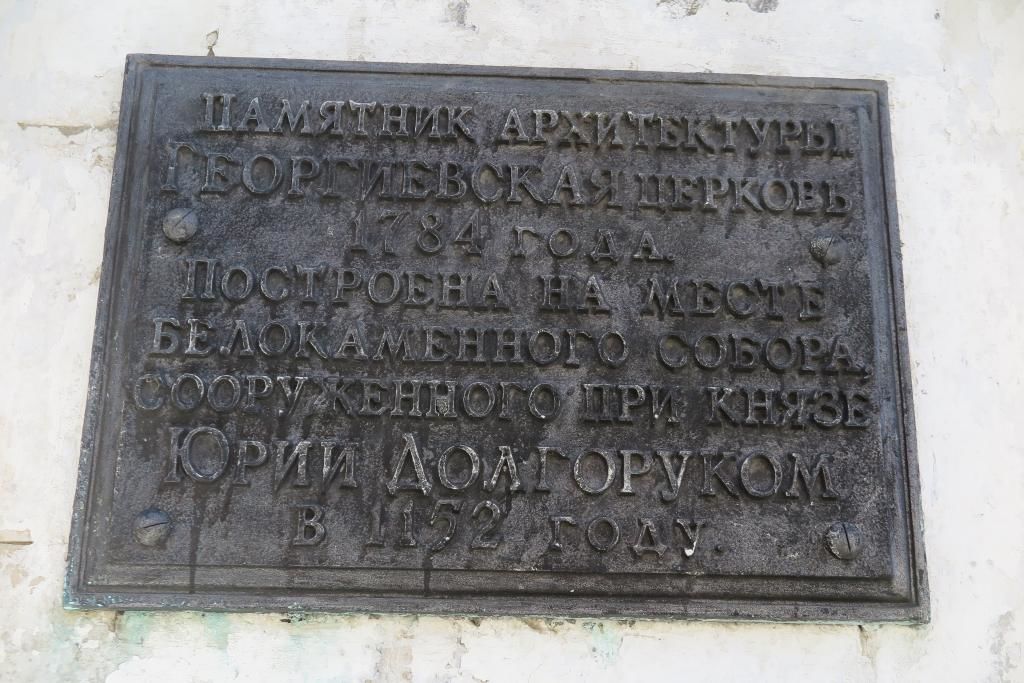 ПАМЯТНИК АРХИТЕКТУРЫ.
ГЕОРГИЕВСКАЯ ЦЕРКОВЬ
1784 ГОДА.
ПОСТРОЕНА НА МЕСТЕ
БЕЛОКАМЕННОГО СОБОРА,
СООРУЖЕННОГО ПРИ КНЯЗЕ
ЮРИИ ДОЛГОРУКОМ
В 1152 ГОДУ.